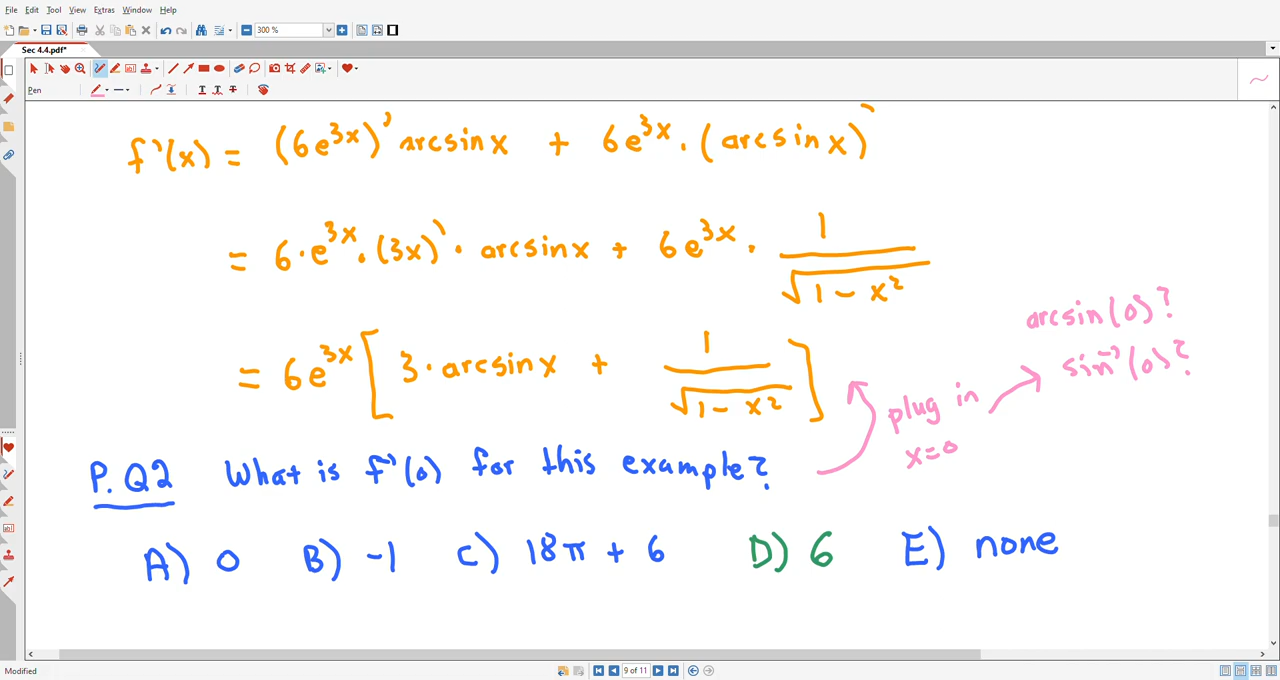 File Edit Tool View Extras Window Help
300 %
Sec 4.4.pdf*
Pen
f'(x) = (6e^3x)' arcsin x + 6e^3x · (arcsin x)'
= 6 · e^3x · (3x)' · arcsin x + 6e^3x · 1/√(1 − x²)
= 6e^3x [3 · arcsin x + 1/√(1 − x²)]
arcsin(0)?
sin⁻¹(0)?
plug in
x=0
P.Q2 What is f'(0) for this example?
A) 0 B) -1 C) 18π + 6 D) 6 E) none
9 of 11
Modified